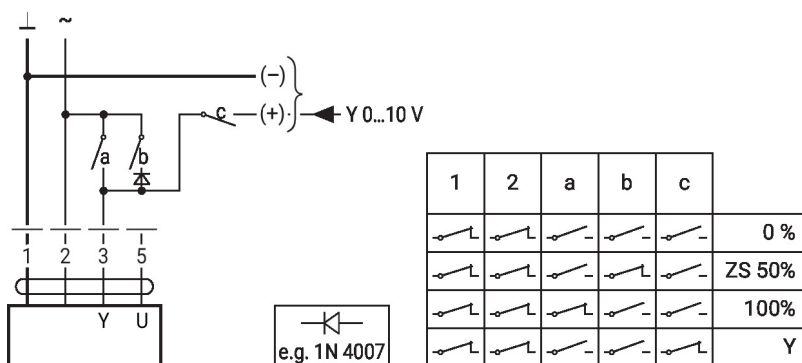 ⊥ ~
(–)
c (+) Y 0...10 V
a b
1 2 3 5
Y U
e.g. 1N 4007
1 2 a b c
0 %
ZS 50%
100%
Y